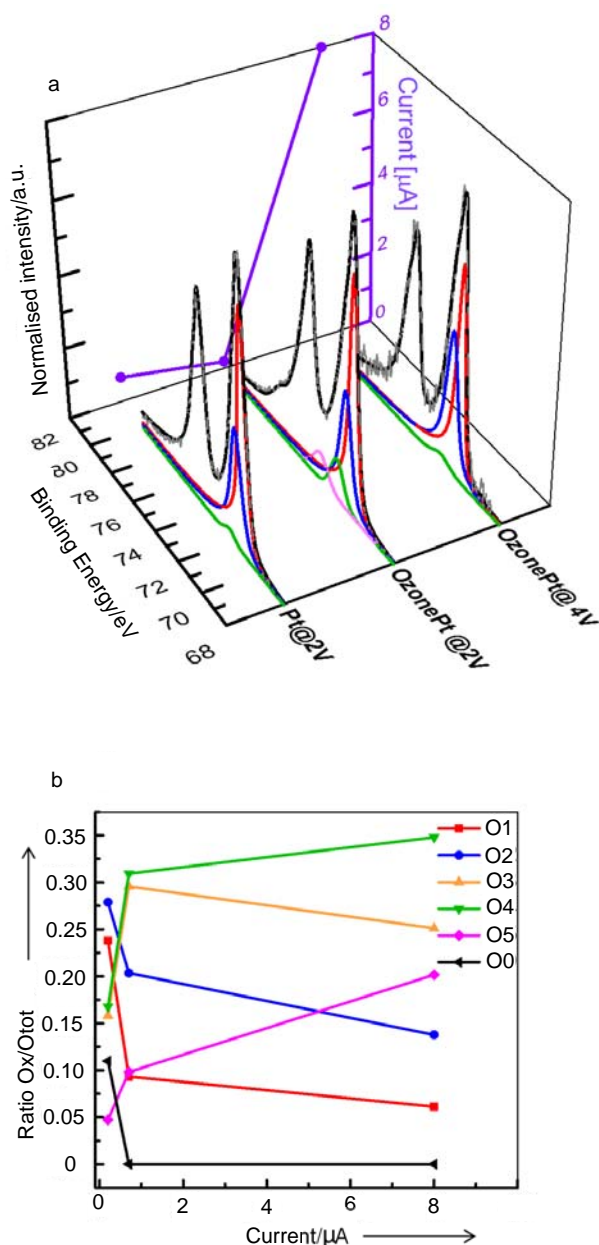 a
8
6
4
2
0
Current [μA]
Normalised intensity/a.u.
82
80
78
76
74
72
70
68
Binding Energy/eV
Pt@2V
OzonePt @2V
OzonePt@4V
b
0.35
0.30
0.25
0.20
0.15
0.10
0.05
0
Ratio Ox/Otot
O1
O2
O3
O4
O5
O0
0
2
4
6
8
Current/μA